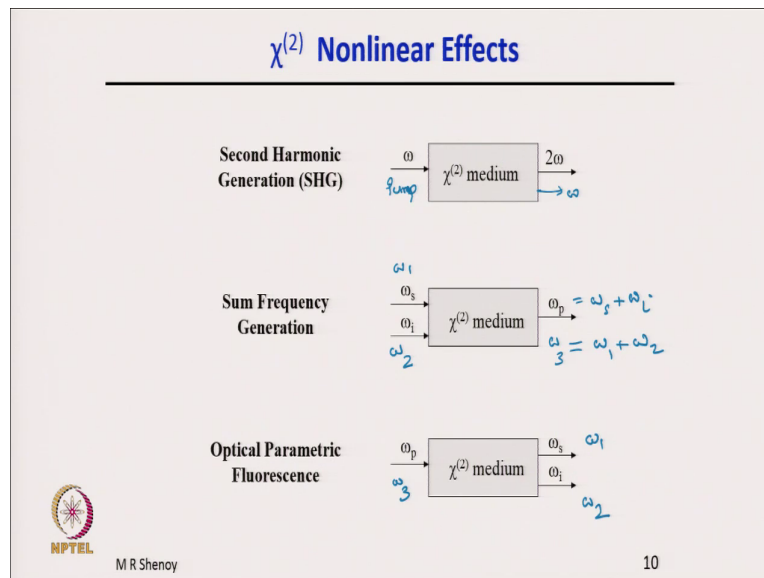 χ(2) Nonlinear Effects
Second Harmonic
Generation (SHG)
ω
Pump
χ(2) medium
2ω
ω
Sum Frequency
Generation
ω1
ωs
ωi
ω2
χ(2) medium
ωp = ωs + ωi
ω3 = ω1 + ω2
Optical Parametric
Fluorescence
ωp
ω3
χ(2) medium
ωs ω1
ωi
ω2
NPTEL
M R Shenoy
10